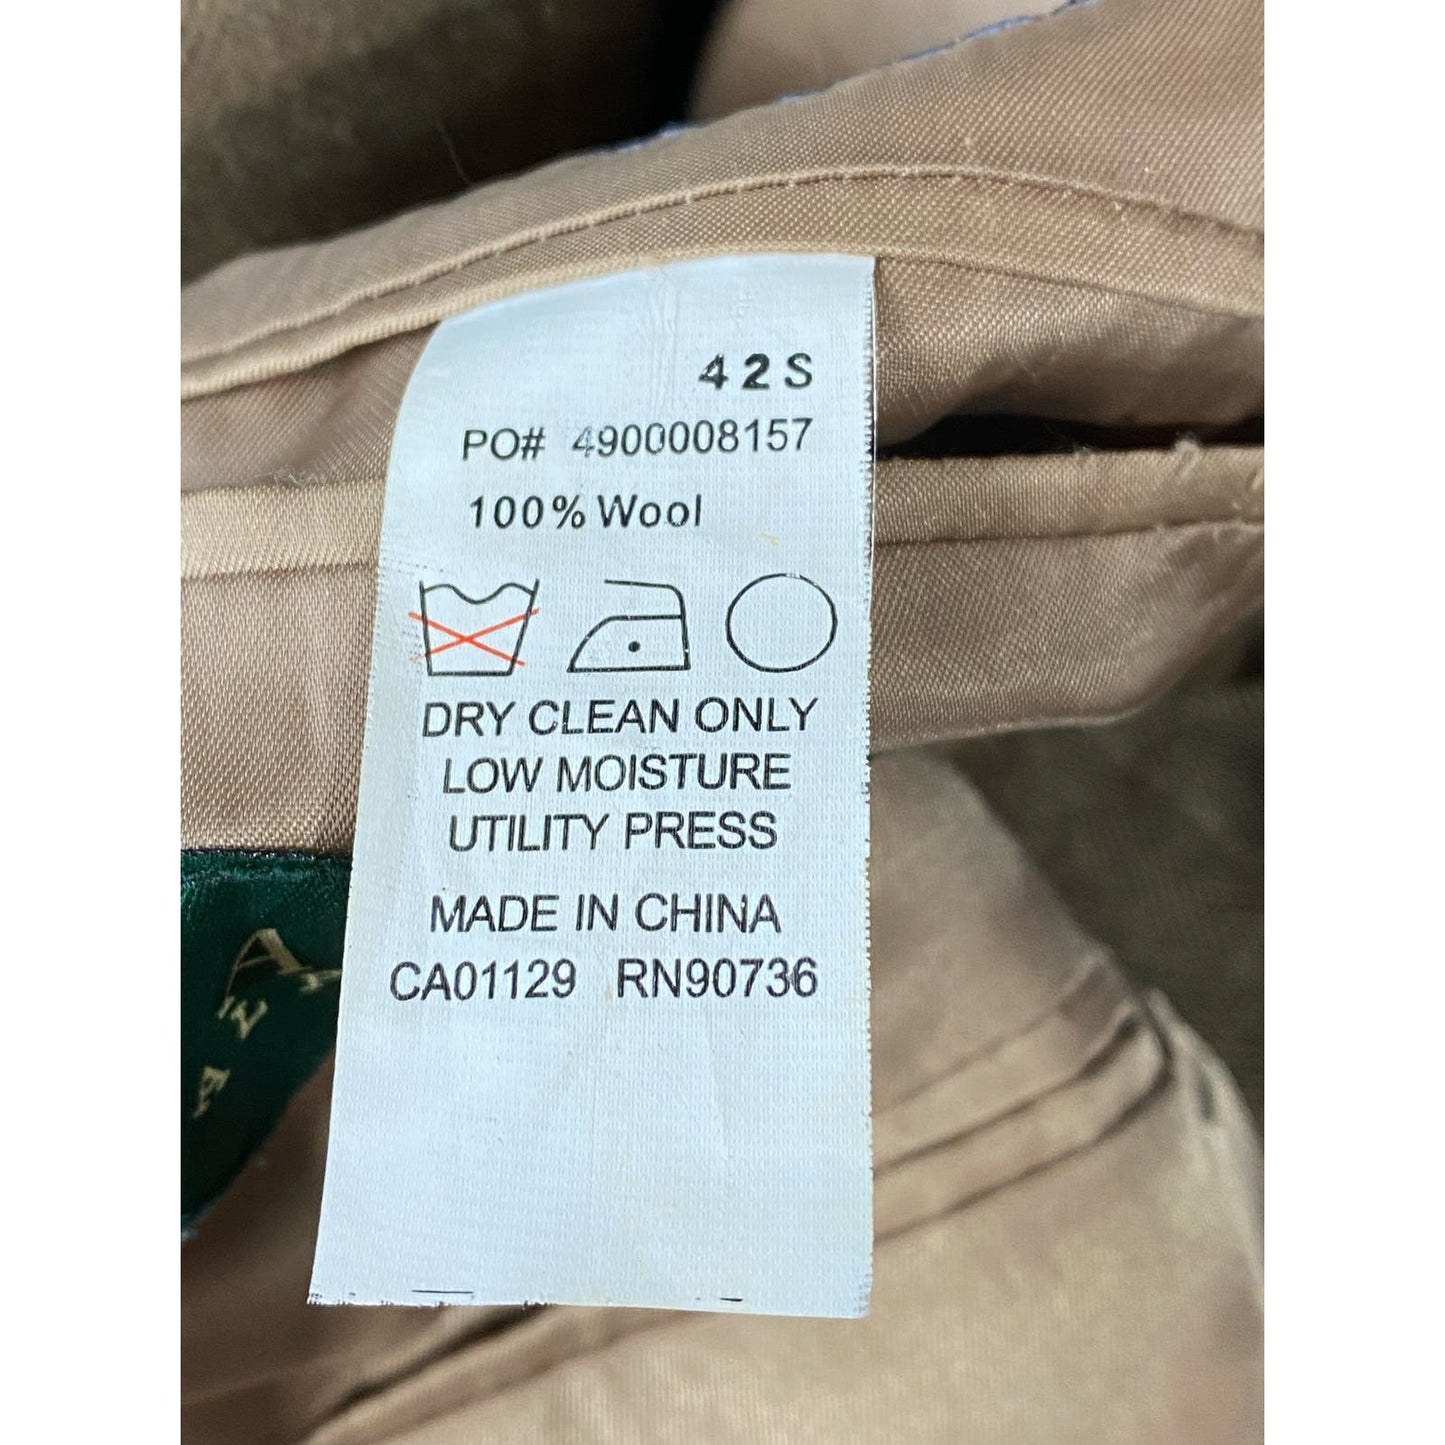 42S
PO# 4900008157
100% Wool
DRY CLEAN ONLY
LOW MOISTURE
UTILITY PRESS
MADE IN CHINA
CA01129 RN90736